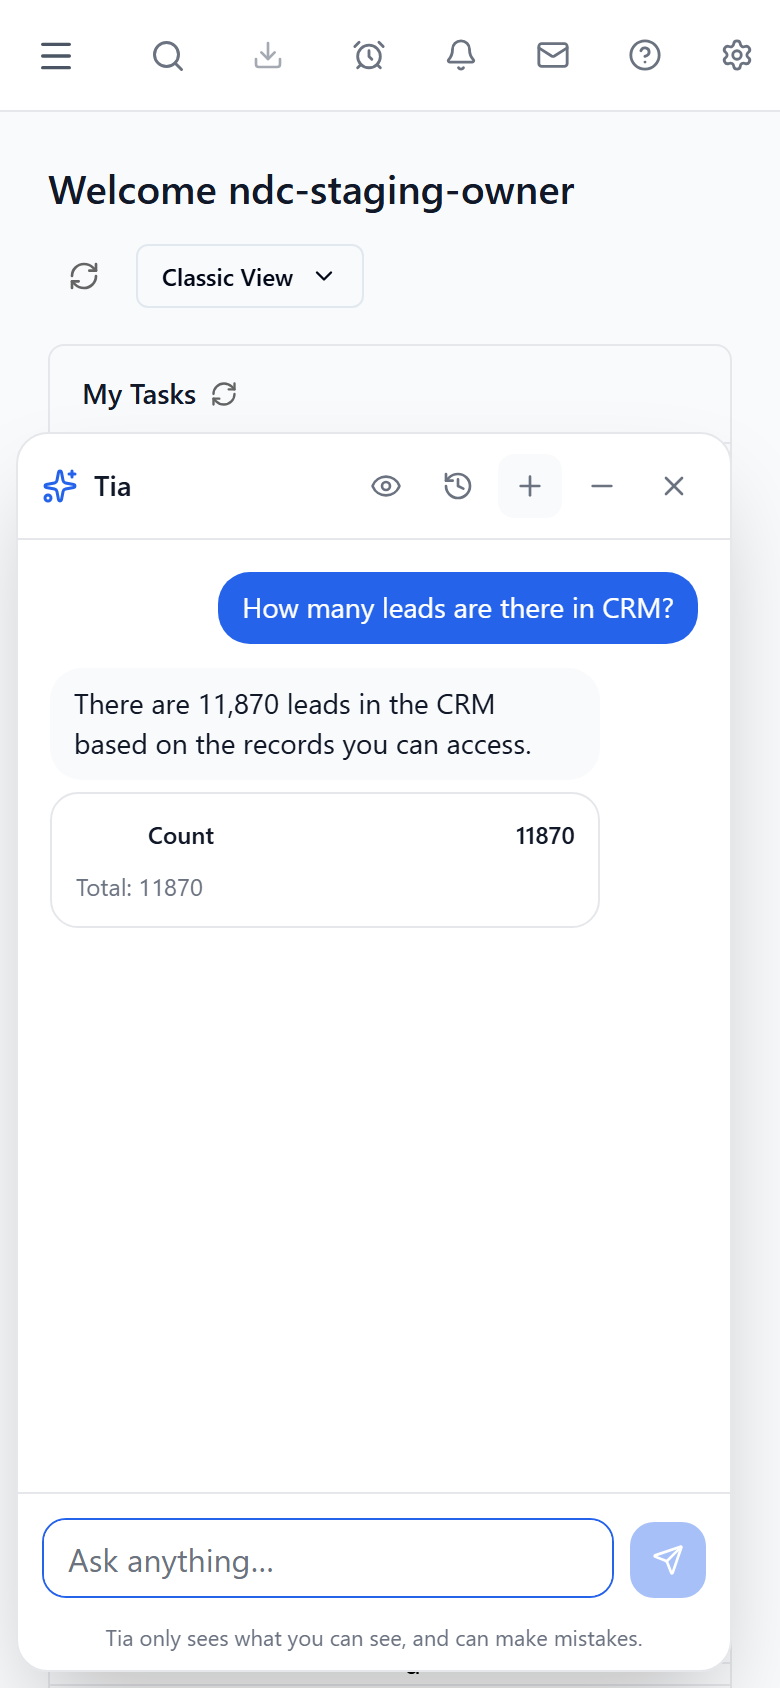 Welcome ndc-staging-owner
Classic View
My Tasks
Tia
How many leads are there in CRM?
There are 11,870 leads in the CRM
based on the records you can access.
Count 11870
Total: 11870
Ask anything...
Tia only sees what you can see, and can make mistakes.